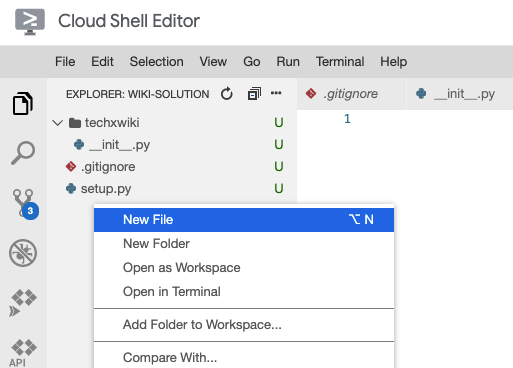 Cloud Shell Editor
File Edit Selection View Go Run Terminal Help
EXPLORER: WIKI-SOLUTION .gitignore __init__.py
techxwiki U 1
__init__.py U
.gitignore U
setup.py U
3
New File ⌥ N
New Folder
Open as Workspace
Open in Terminal
Add Folder to Workspace...
Compare With...
API